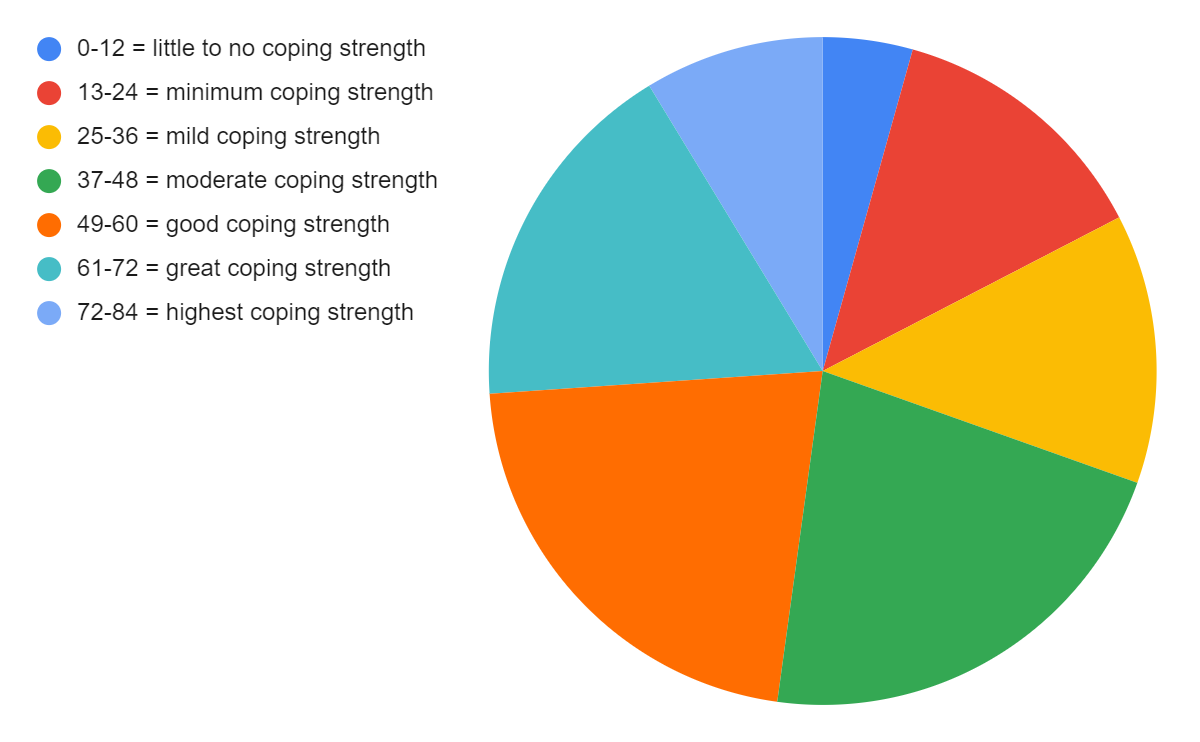 0-12 = little to no coping strength
13-24 = minimum coping strength
25-36 = mild coping strength
37-48 = moderate coping strength
49-60 = good coping strength
61-72 = great coping strength
72-84 = highest coping strength